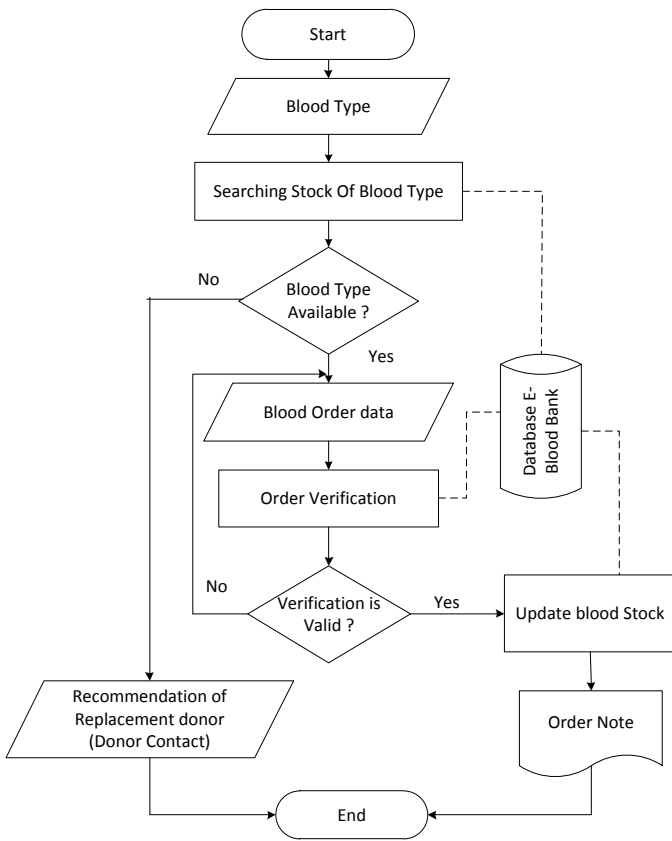 Start
Blood Type
Searching Stock Of Blood Type
No
Blood Type
Available ?
Yes
Blood Order data
Database E-
Blood Bank
Order Verification
No
Verification is
Valid ?
Yes
Update blood Stock
Recommendation of
Replacement donor
(Donor Contact)
Order Note
End